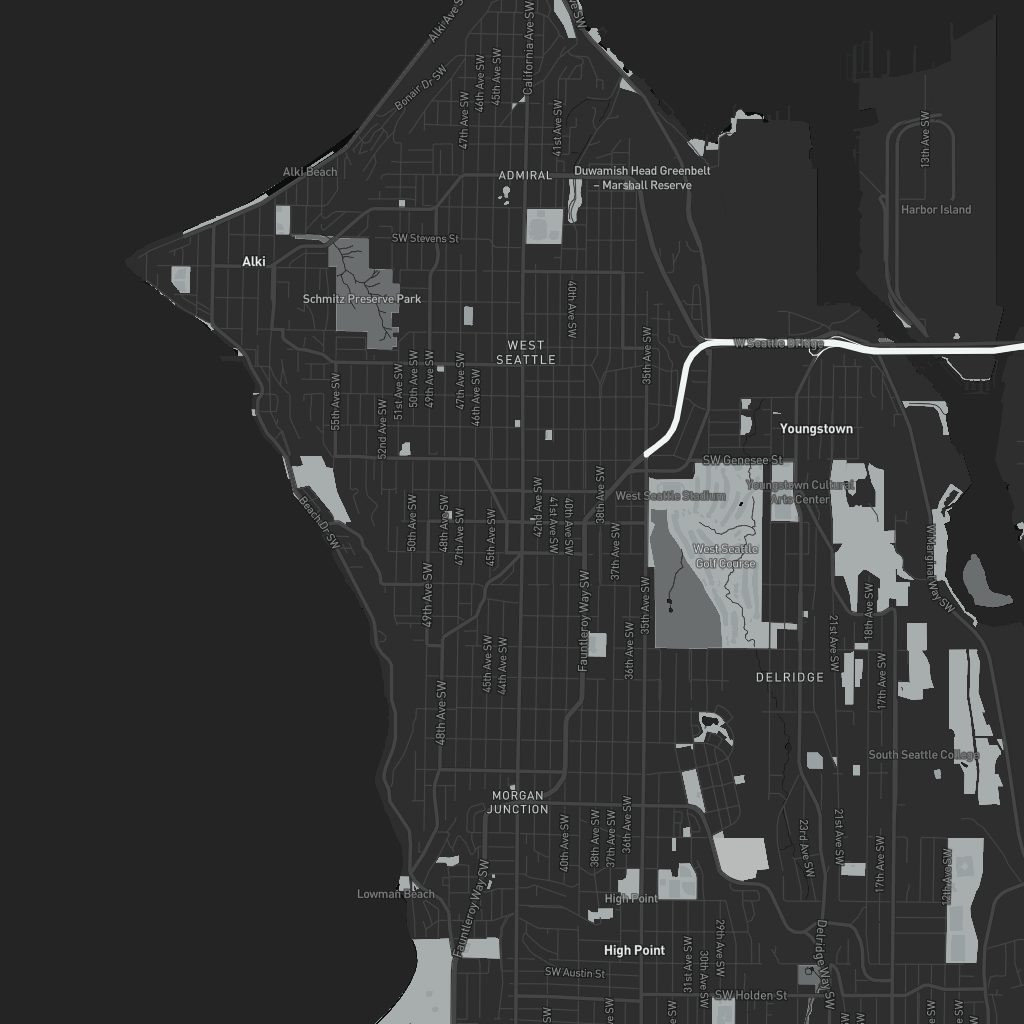 Alki Ave SW
California Ave SW
Ave SW
Bonair Dr SW
46th Ave SW
45th Ave SW
47th Ave SW
41st Ave SW
13th Ave SW
Alki Beach
ADMIRAL
Duwamish Head Greenbelt
– Marshall Reserve
Harbor Island
SW Stevens St
Alki
Schmitz Preserve Park
40th Ave SW
35th Ave SW
WEST
SEATTLE
W Seattle Bridge
55th Ave SW
52nd Ave SW
51st Ave SW
50th Ave SW
49th Ave SW
47th Ave SW
46th Ave SW
Youngstown
SW Genesee St
West Seattle Stadium
Youngstown Cultural
Arts Center
Beach Dr SW
50th Ave SW
48th Ave SW
47th Ave SW
45th Ave SW
42nd Ave SW
41st Ave SW
40th Ave SW
38th Ave SW
37th Ave SW
West Seattle
Golf Course
W Marginal Way SW
49th Ave SW
Fauntleroy Way SW
35th Ave SW
36th Ave SW
21st Ave SW
18th Ave SW
17th Ave SW
45th Ave SW
44th Ave SW
48th Ave SW
DELRIDGE
South Seattle College
MORGAN
JUNCTION
40th Ave SW
38th Ave SW
37th Ave SW
36th Ave SW
23rd Ave SW
21st Ave SW
17th Ave SW
12th Ave SW
Lowman Beach
Fauntleroy Way SW
High Point
High Point
SW Austin St
31st Ave SW
30th Ave SW
29th Ave SW
Delridge Way SW
SW Holden St